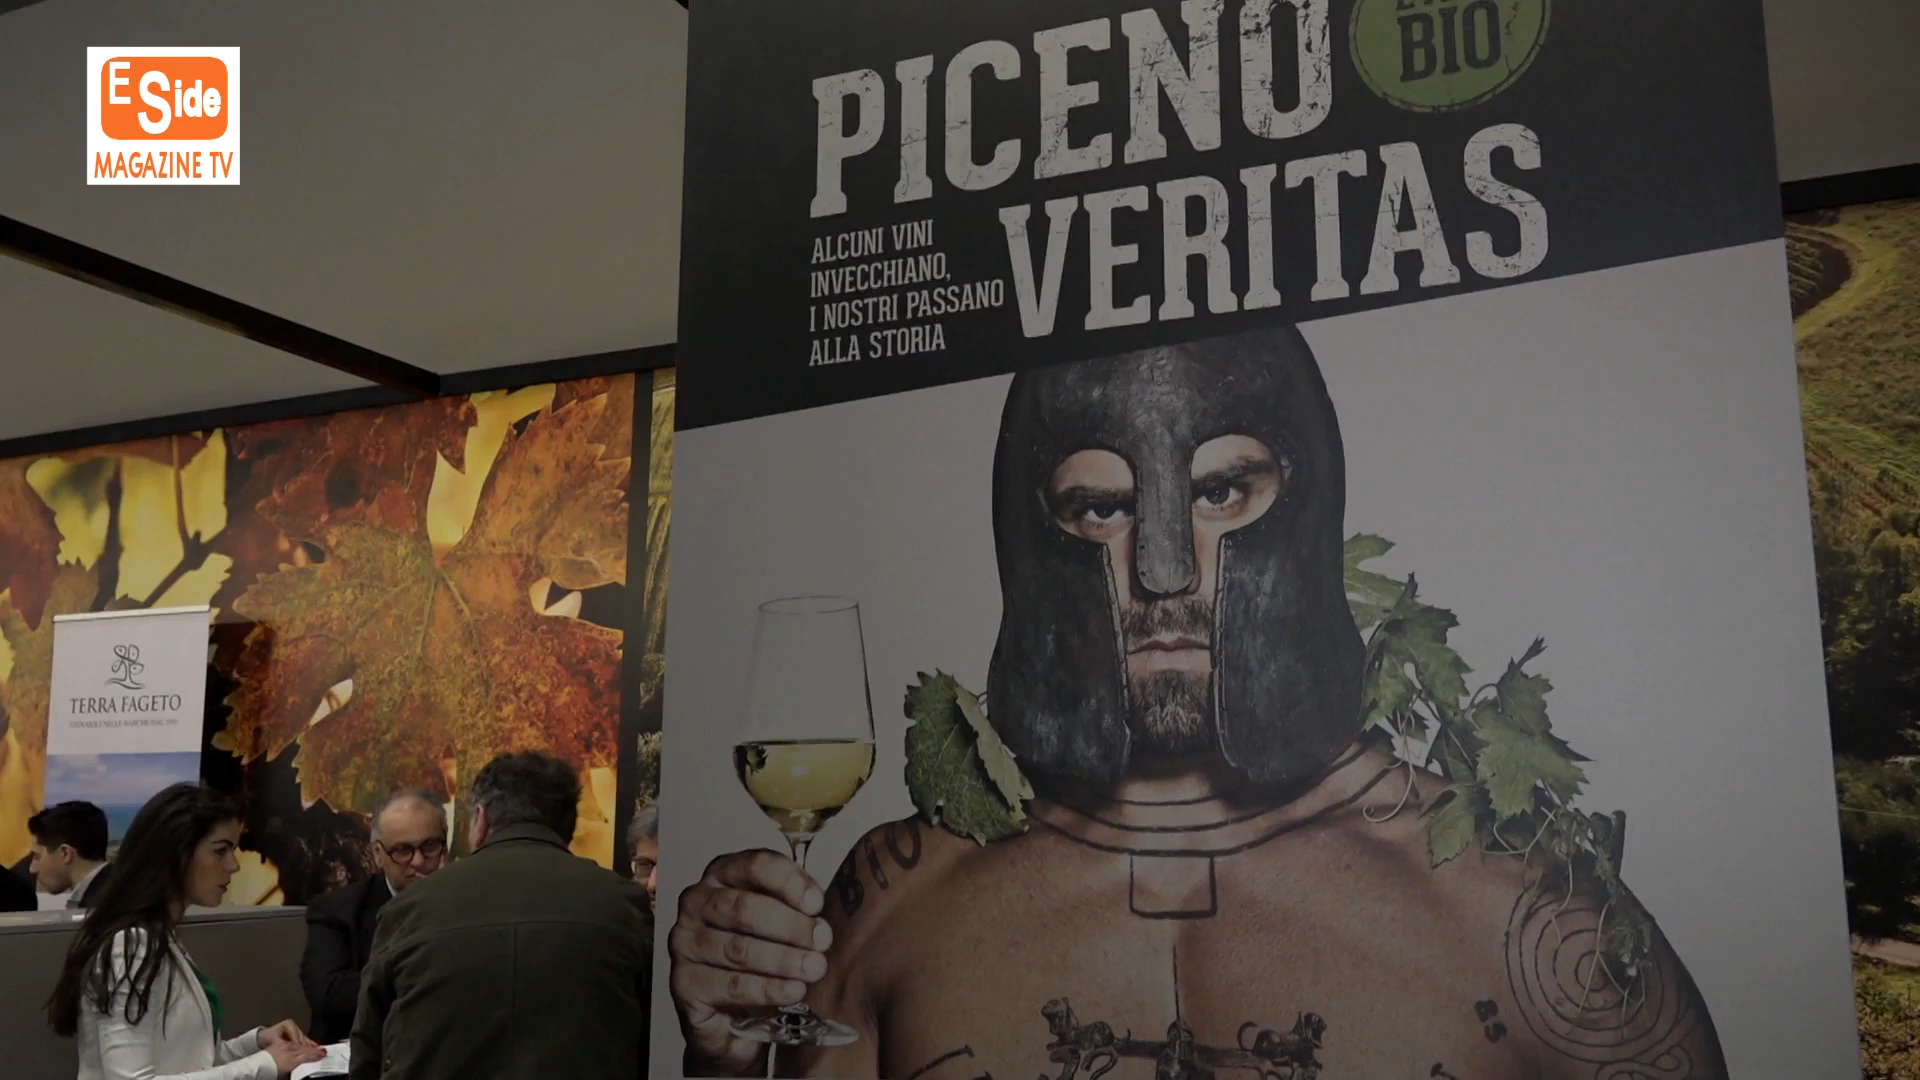 E Side
MAGAZINE TV
PICENO
BIO
VERITAS
ALCUNI VINI
INVECCHIANO,
I NOSTRI PASSANO
ALLA STORIA
TERRA FAGETO
BIO